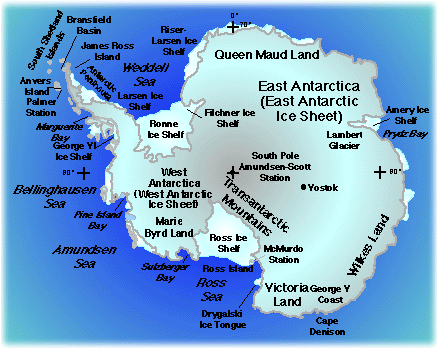 0°
70°
South Shetland
Islands
Bransfield
Basin
James Ross
Island
Riiser-
Larsen Ice
Shelf
Queen Maud Land
Weddell
Sea
Antarctic
Peninsula
Anvers
Island
Palmer
Station
Larsen Ice
Shelf
East Antarctica
(East Antarctic
Ice Sheet)
Filchner Ice
Shelf
Amery Ice
Shelf
Prydz Bay
Lambert
Glacier
Marguerite
Bay
Ronne
Ice Shelf
George VI
Ice Shelf
South Pole
Amundsen-Scott
Station
Vostok
90°
90°
Bellinghausen
Sea
West
Antarctica
(West Antarctic
Ice Sheet)
Transantarctic
Mountains
Pine Island
Bay
Marie
Byrd Land
Wilkes Land
Amundsen
Sea
Ross Ice
Shelf
McMurdo
Station
Sulzberger
Bay
Ross Island
Ross
Sea
Victoria
Land
George V
Coast
Drygalski
Ice Tongue
Cape
Denison